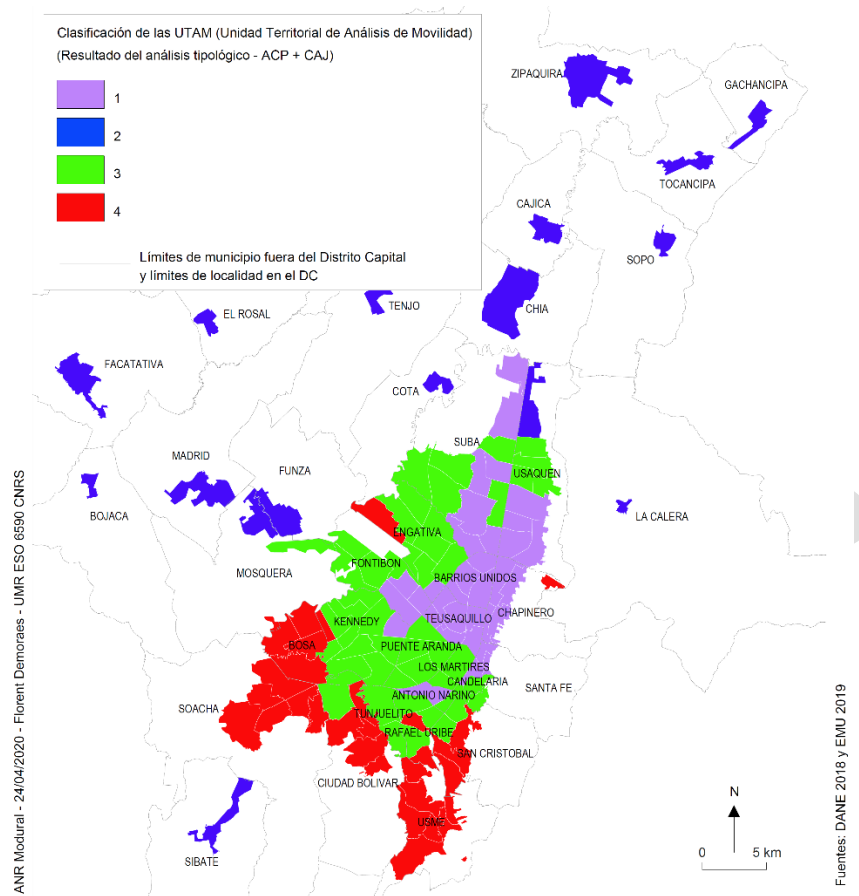 Clasificación de las UTAM (Unidad Territorial de Análisis de Movilidad)
(Resultado del análisis tipológico - ACP + CAJ)
1
2
3
4
Límites de municipio fuera del Distrito Capital
y límites de localidad en el DC
ZIPAQUIRA
GACHANCIPA
TOCANCIPA
CAJICA
SOPO
TENJO
CHIA
EL ROSAL
FACATATIVA
COTA
SUBA
USAQUEN
MADRID
FUNZA
BOJACA
LA CALERA
ENGATIVA
FONTIBON
MOSQUERA
BARRIOS UNIDOS
CHAPINERO
TEUSAQUILLO
KENNEDY
BOSA
PUENTE ARANDA
LOS MARTIRES
CANDELARIA
SANTA FE
ANTONIO NARINO
SOACHA
TUNJUELITO
RAFAEL URIBE
SAN CRISTOBAL
CIUDAD BOLIVAR
USME
SIBATE
N
0 5 km
ANR Modural - 24/04/2020 - Florent Demoraes - UMR ESO 6590 CNRS
Fuentes: DANE 2018 y EMU 2019